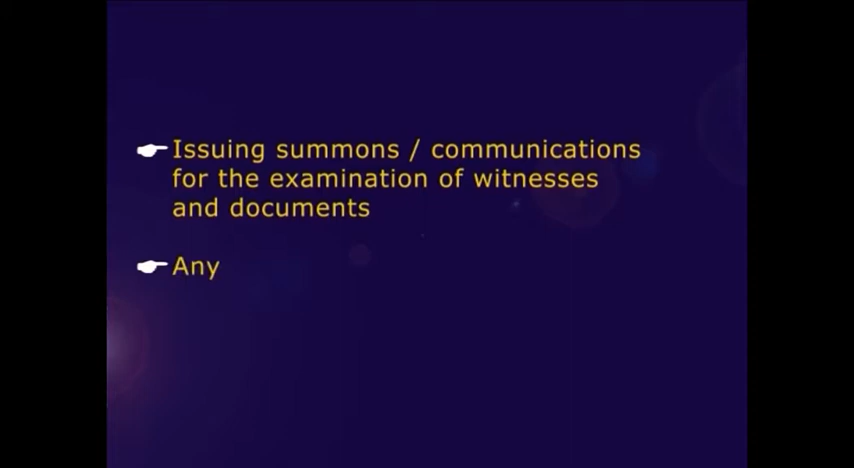 Issuing summons / communications
for the examination of witnesses
and documents
Any